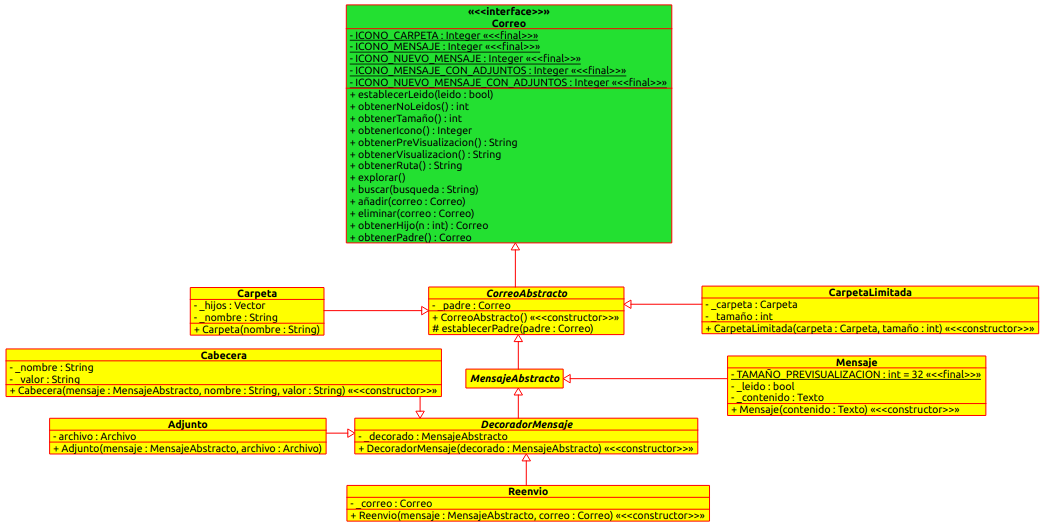 «<<interface>>»
Correo
- ICONO_CARPETA : Integer «<<final>>»
- ICONO_MENSAJE : Integer «<<final>>»
- ICONO_NUEVO_MENSAJE : Integer «<<final>>»
- ICONO_MENSAJE_CON_ADJUNTOS : Integer «<<final>>»
- ICONO_NUEVO_MENSAJE_CON_ADJUNTOS : Integer «<<final>>»
+ establecerLeido(leido : bool)
+ obtenerNoLeidos() : int
+ obtenerTamaño() : int
+ obtenerIcono() : Integer
+ obtenerPreVisualizacion() : String
+ obtenerVisualizacion() : String
+ obtenerRuta() : String
+ explorar()
+ buscar(busqueda : String)
+ añadir(correo : Correo)
+ eliminar(correo : Correo)
+ obtenerHijo(n : int) : Correo
+ obtenerPadre() : Correo
Carpeta
- _hijos : Vector
- _nombre : String
+ Carpeta(nombre : String)
CorreoAbstracto
- _padre : Correo
+ CorreoAbstracto() «<<constructor>>»
# establecerPadre(padre : Correo)
CarpetaLimitada
- _carpeta : Carpeta
- _tamaño : int
+ CarpetaLimitada(carpeta : Carpeta, tamaño : int) «<<constructor>>»
Cabecera
- _nombre : String
- _valor : String
+ Cabecera(mensaje : MensajeAbstracto, nombre : String, valor : String) «<<constructor>>»
MensajeAbstracto
Mensaje
- TAMAÑO_PREVISUALIZACION : int = 32 «<<final>>»
- _leido : bool
- _contenido : Texto
+ Mensaje(contenido : Texto) «<<constructor>>»
Adjunto
- archivo : Archivo
+ Adjunto(mensaje : MensajeAbstracto, archivo : Archivo)
DecoradorMensaje
- _decorado : MensajeAbstracto
+ DecoradorMensaje(decorado : MensajeAbstracto) «<<constructor>>»
Reenvio
- _correo : Correo
+ Reenvio(mensaje : MensajeAbstracto, correo : Correo) «<<constructor>>»